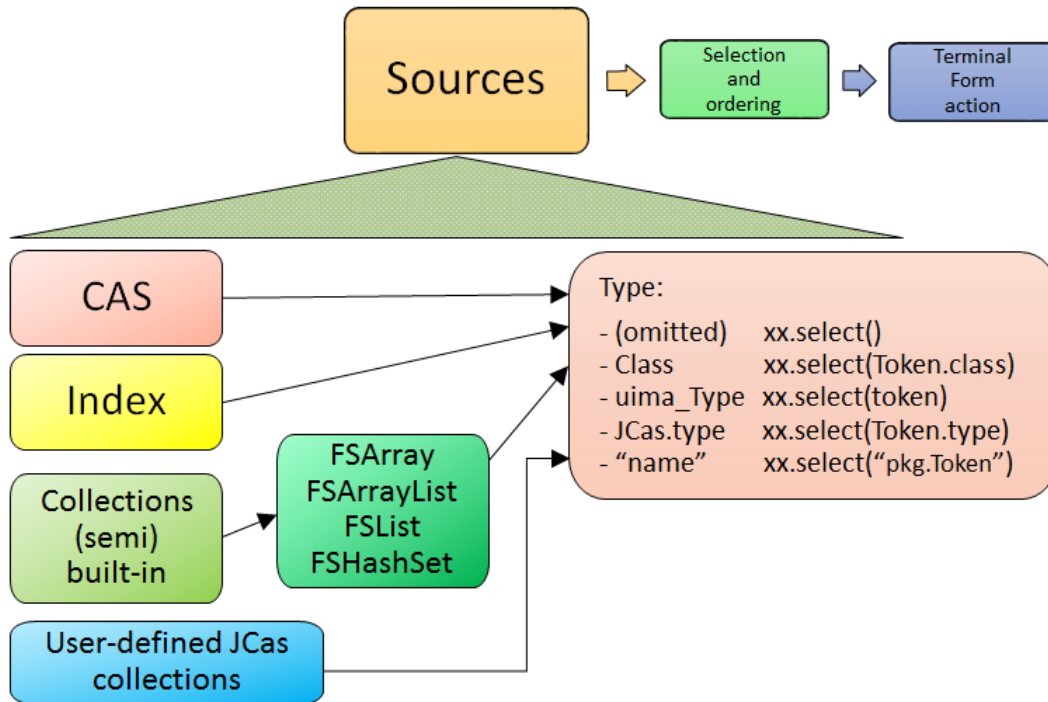 Sources
Selection
and
ordering
Terminal
Form
action
CAS
Index
Collections
(semi)
built-in
User-defined JCas
collections
FSArray
FSArrayList
FSList
FSHashSet
Type:
- (omitted) xx.select()
- Class xx.select(Token.class)
- uima_Type xx.select(token)
- JCas.type xx.select(Token.type)
- “name” xx.select(“pkg.Token”)